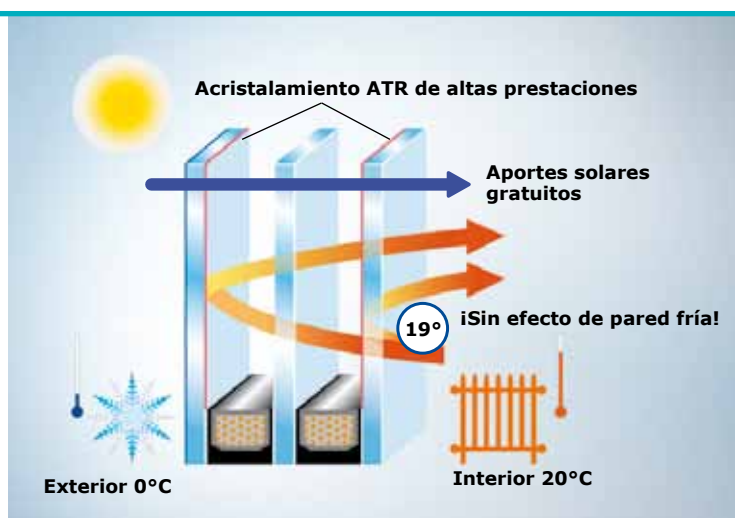 Acristalamiento ATR de altas prestaciones
Aportes solares
gratuitos
19°
¡Sin efecto de pared fría!
Exterior 0°C
Interior 20°C